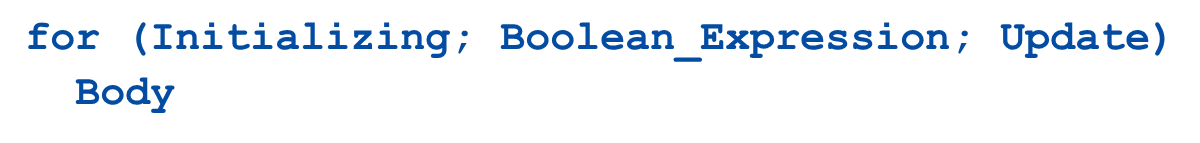 for (Initializing; Boolean_Expression; Update)
Body